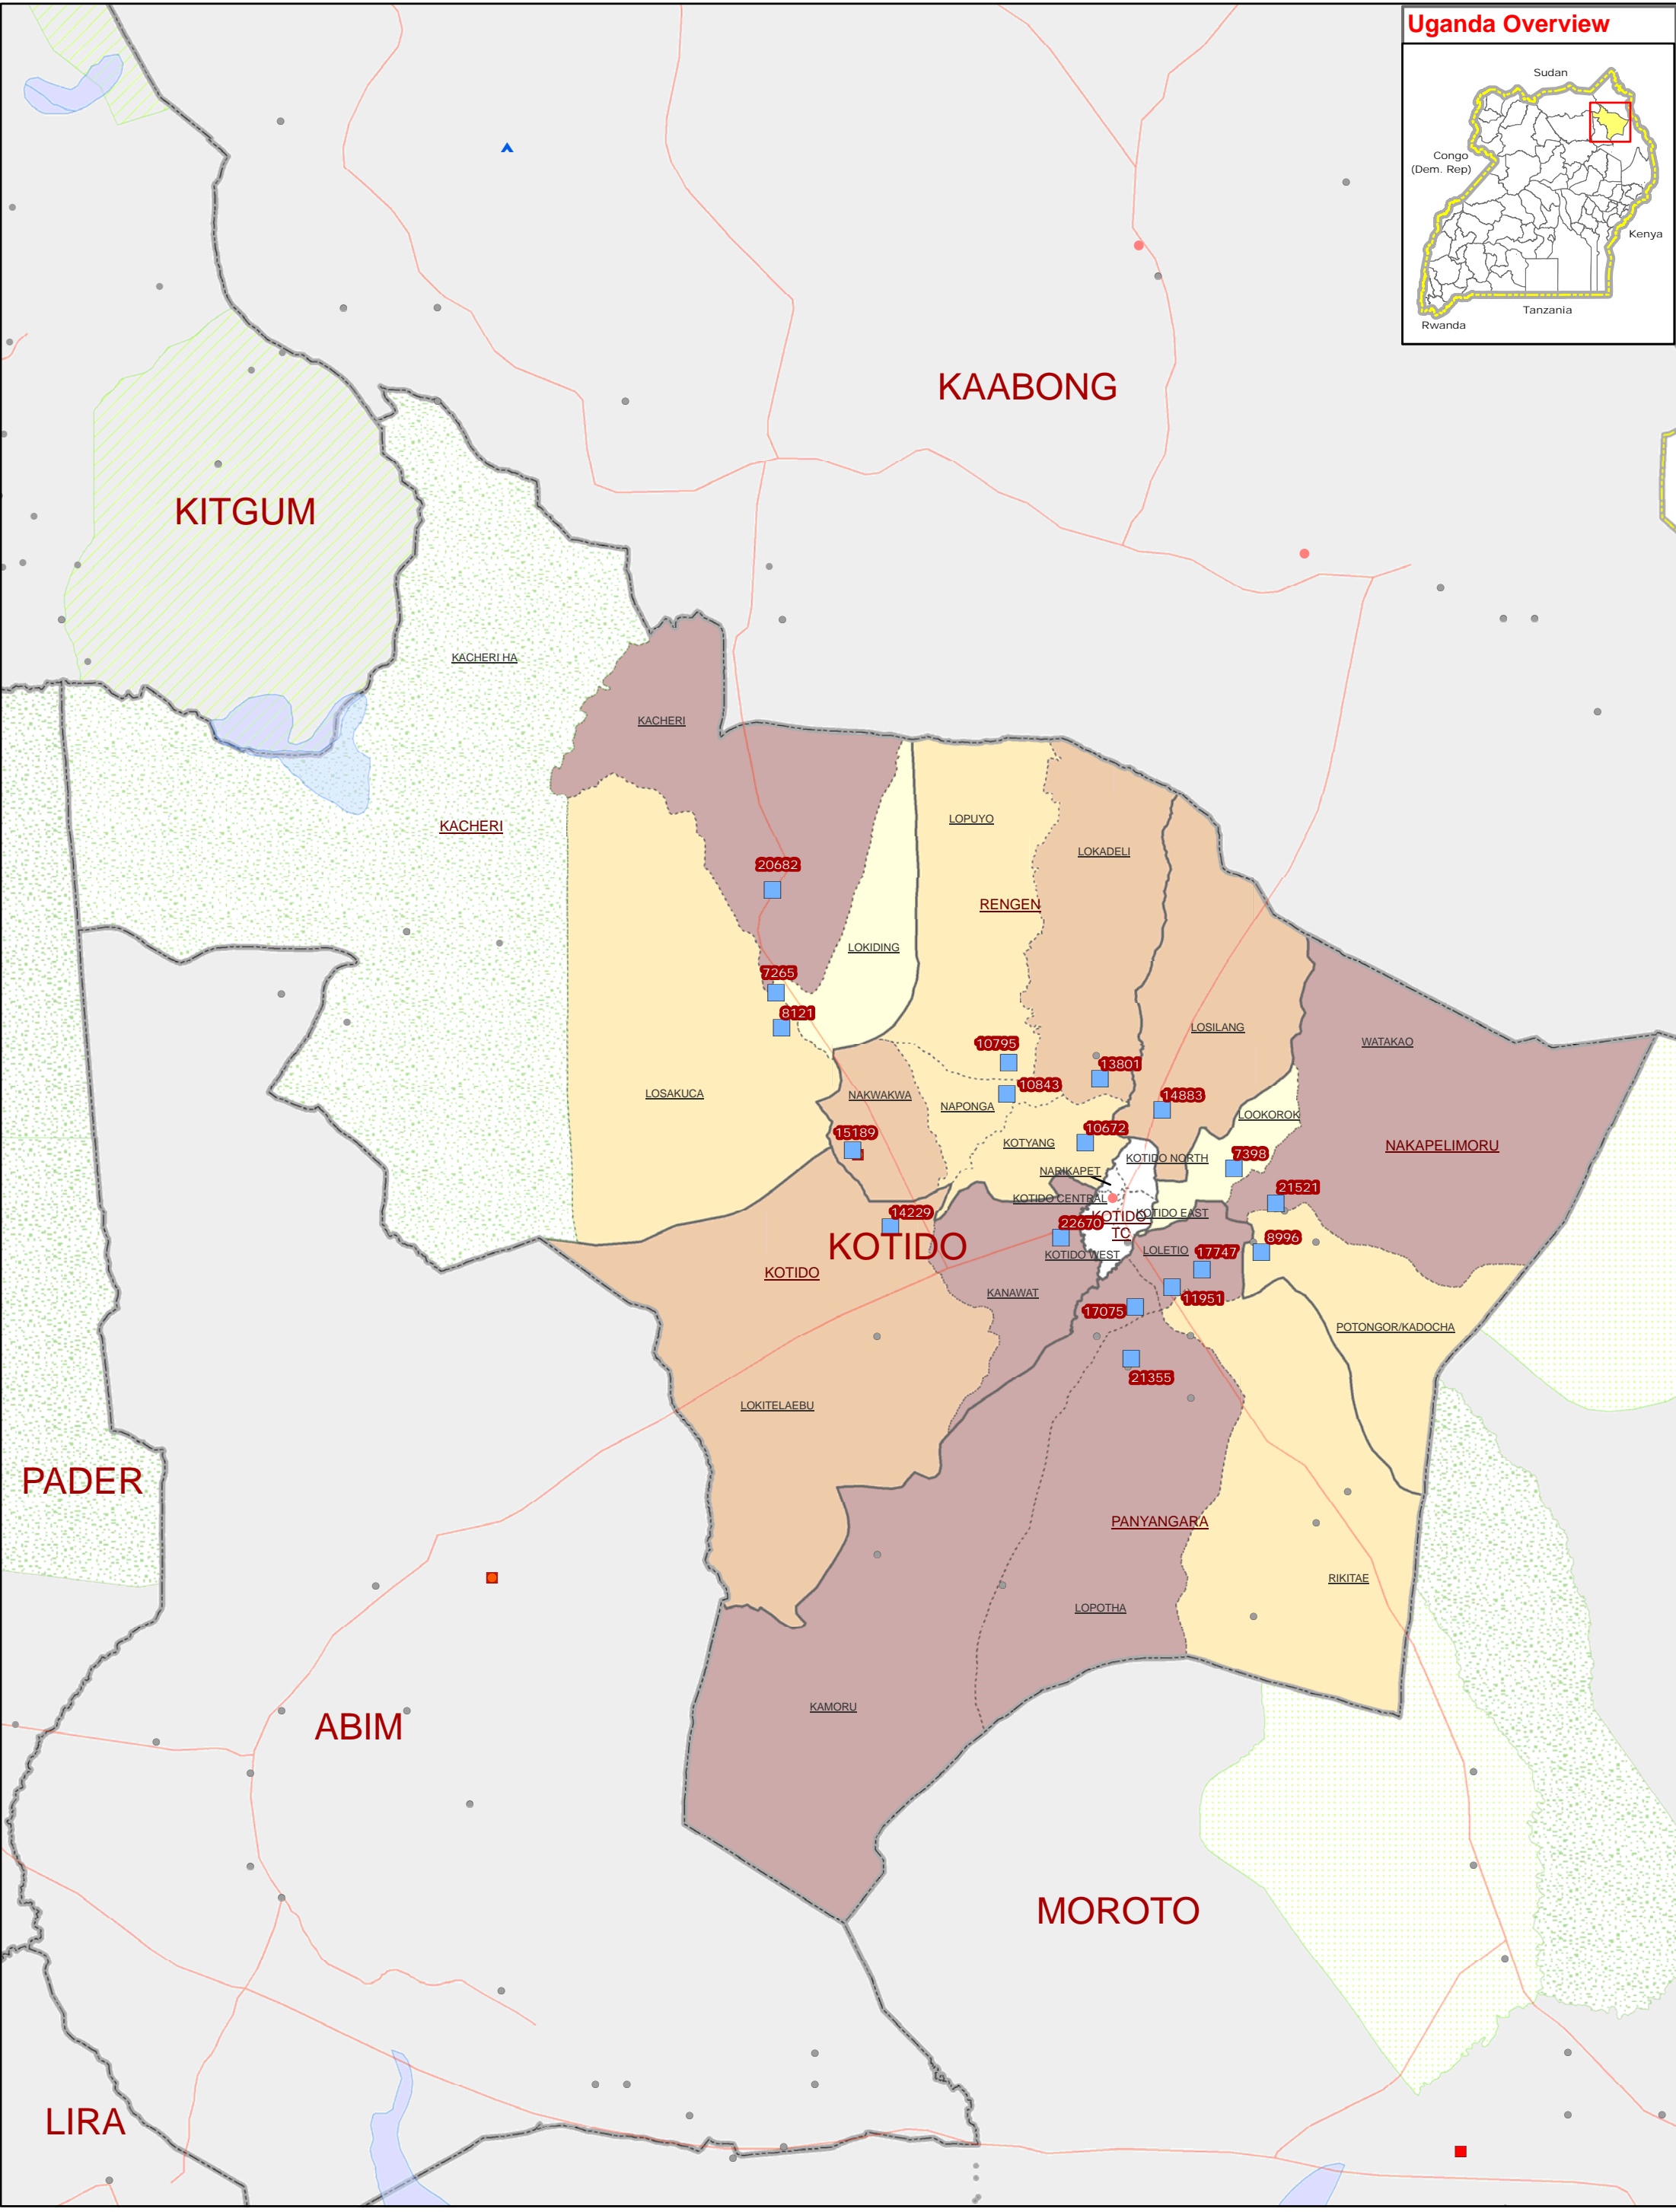 Uganda Overview
Sudan
Congo
(Dem. Rep)
Kenya
Tanzania
Rwanda
KAABONG
KITGUM
KACHERI HA
KACHERI
KACHERI
LOPUYO
LOKADELI
20682
RENGEN
LOKIDING
7265
8121
LOSILANG
WATAKAO
10795
13801
10843
14883
LOSAKUCA
NAKWAKWA
NAPONGA
LOOKOROK
10672
15189
KOTYANG
NAKAPELIMORU
KOTIDO NORTH
7398
NARIKAPET
21521
KOTIDO CENTRAL
14229
KOTIDO EAST
22670
KOTIDO
TC
8996
KOTIDO
KOTIDO WEST
LOLETIO
17747
KOTIDO
KANAWAT
11951
17075
POTONGOR/KADOCHA
21355
LOKITELAEBU
PADER
PANYANGARA
RIKITAE
LOPOTHA
KAMORU
ABIM
MOROTO
LIRA